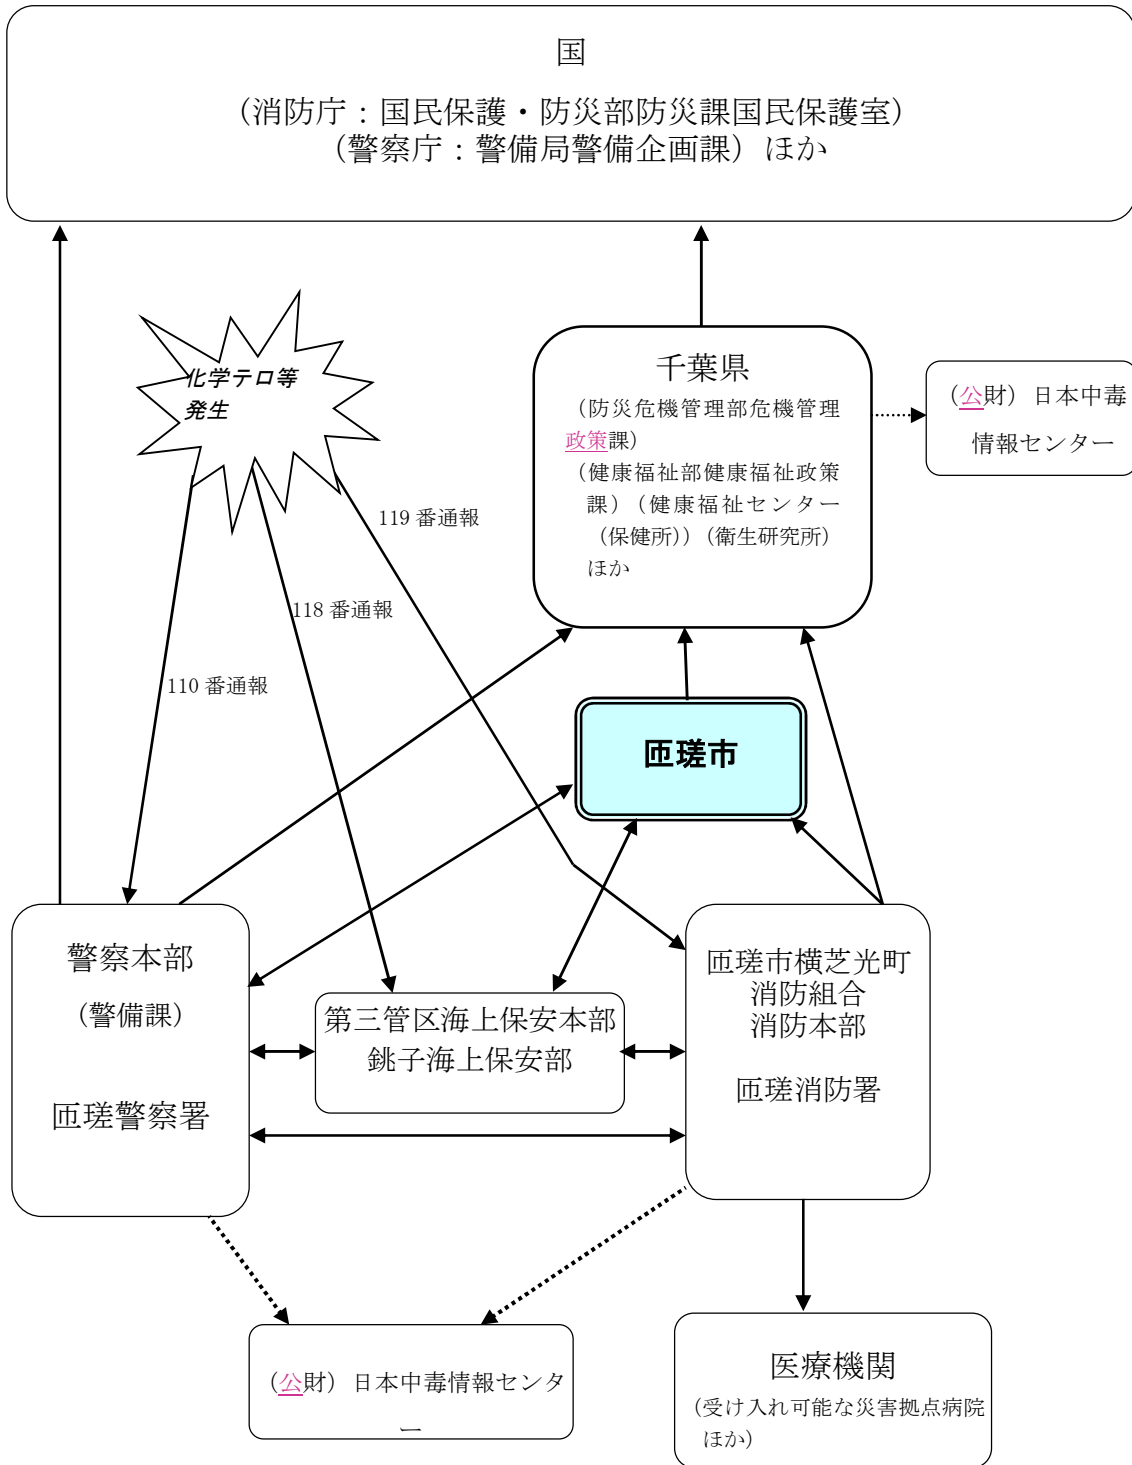 国
（消防庁：国民保護・防災部防災課国民保護室）
（警察庁：警備局警備企画課）ほか
化学テロ等
発生
千葉県
（防災危機管理部危機管理
政策課）
（健康福祉部健康福祉政策
課）（健康福祉センター
（保健所））（衛生研究所）
ほか
（公財）日本中毒
情報センター
119 番通報
118 番通報
110 番通報
匝瑳市
警察本部
（警備課）
匝瑳警察署
第三管区海上保安本部
銚子海上保安部
匝瑳市横芝光町
消防組合
消防本部
匝瑳消防署
（公財）日本中毒情報センタ
ー
医療機関
（受け入れ可能な災害拠点病院
ほか）